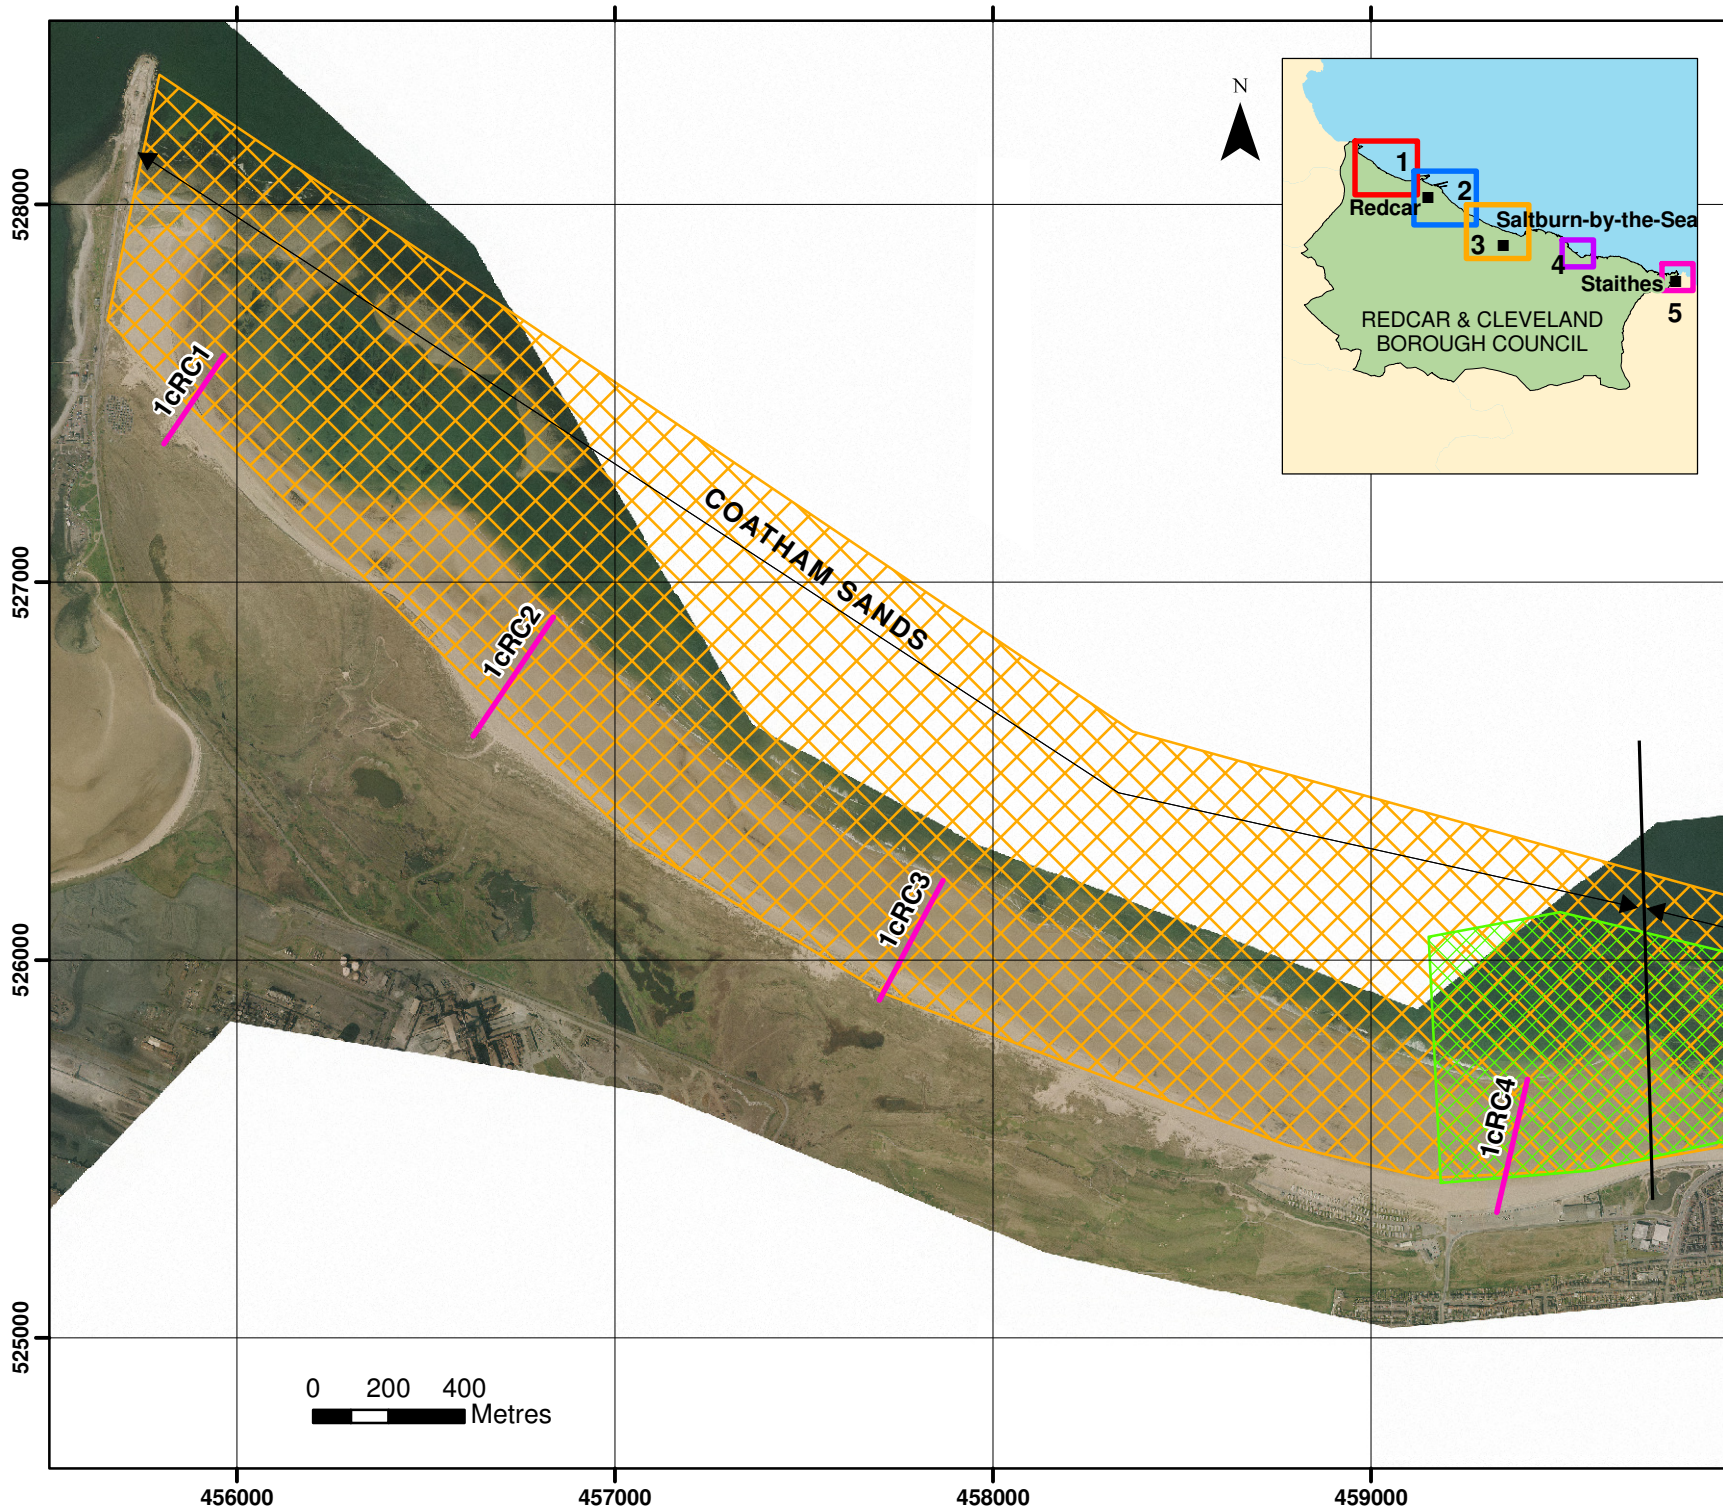 N
1
2
Redcar
Saltburn-by-the-Sea
3
4
Staithes
5
REDCAR & CLEVELAND
BOROUGH COUNCIL
528000
527000
526000
525000
1cRC1
1cRC2
1cRC3
1cRC4
COATHAM SANDS
0 200 400
Metres
456000 457000 458000 459000